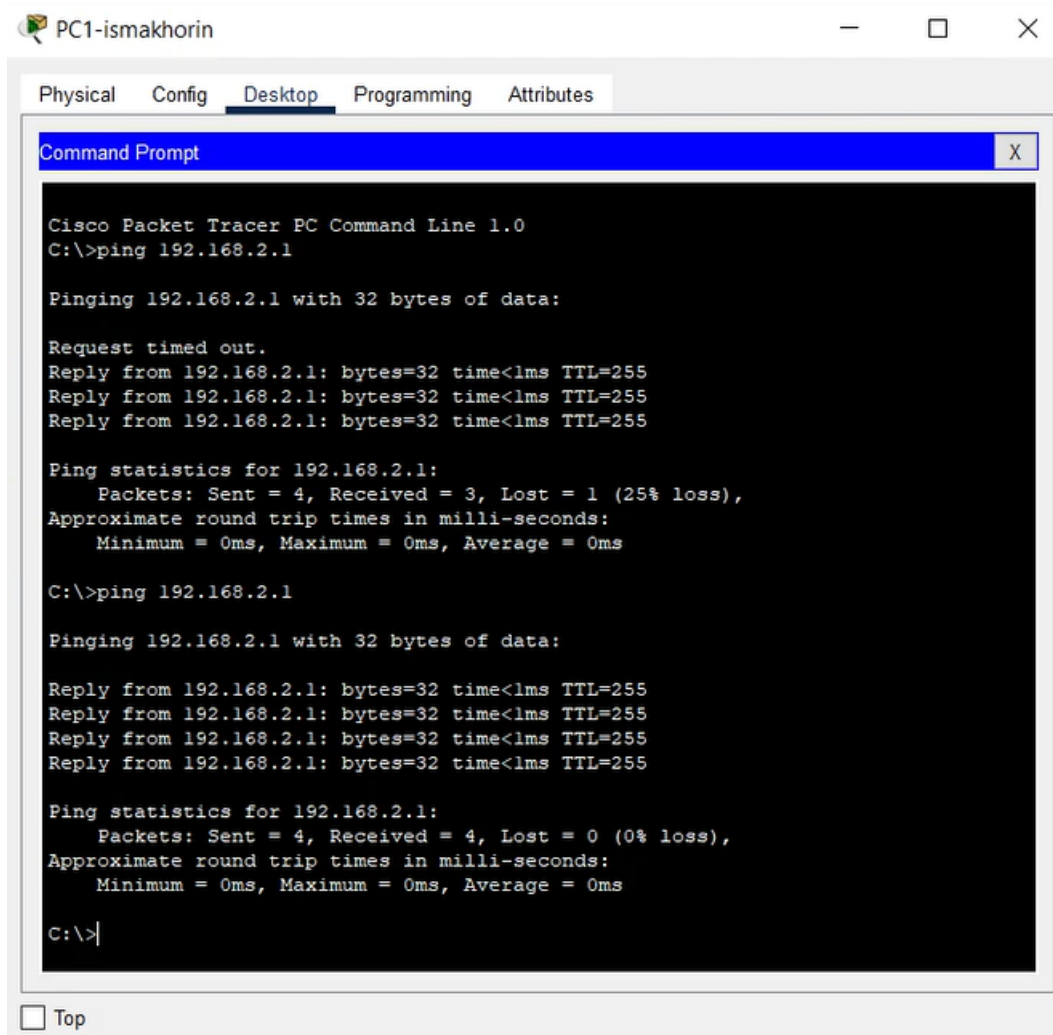 PC1-ismakhorin
Physical Config Desktop Programming Attributes
Command Prompt X
Cisco Packet Tracer PC Command Line 1.0
C:\>ping 192.168.2.1
Pinging 192.168.2.1 with 32 bytes of data:
Request timed out.
Reply from 192.168.2.1: bytes=32 time<1ms TTL=255
Reply from 192.168.2.1: bytes=32 time<1ms TTL=255
Reply from 192.168.2.1: bytes=32 time<1ms TTL=255
Ping statistics for 192.168.2.1:
Packets: Sent = 4, Received = 3, Lost = 1 (25% loss),
Approximate round trip times in milli-seconds:
Minimum = 0ms, Maximum = 0ms, Average = 0ms
C:\>ping 192.168.2.1
Pinging 192.168.2.1 with 32 bytes of data:
Reply from 192.168.2.1: bytes=32 time<1ms TTL=255
Reply from 192.168.2.1: bytes=32 time<1ms TTL=255
Reply from 192.168.2.1: bytes=32 time<1ms TTL=255
Reply from 192.168.2.1: bytes=32 time<1ms TTL=255
Ping statistics for 192.168.2.1:
Packets: Sent = 4, Received = 4, Lost = 0 (0% loss),
Approximate round trip times in milli-seconds:
Minimum = 0ms, Maximum = 0ms, Average = 0ms
C:\>
Top